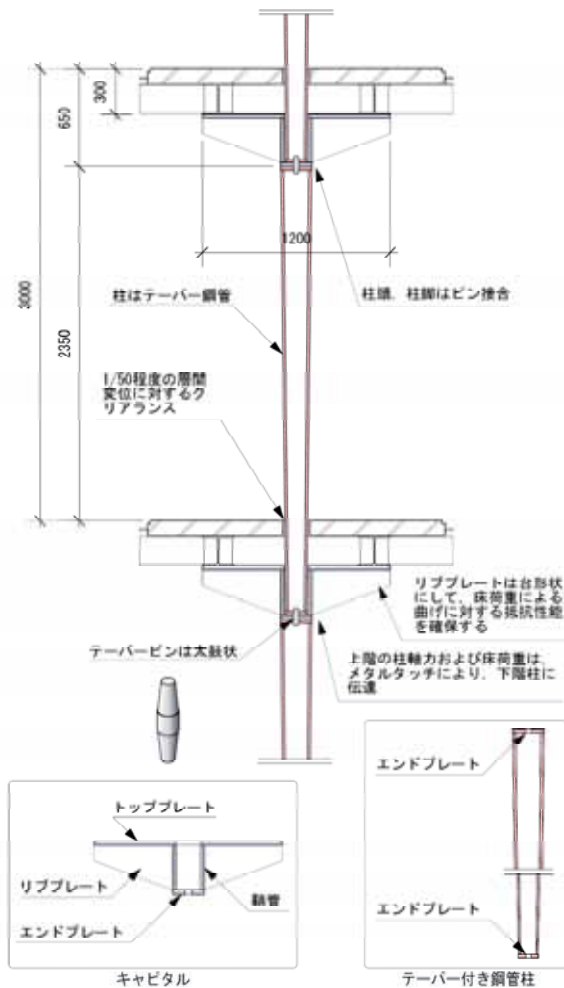 300
650
1200
3000
2350
柱はテーパー鋼管
柱頭, 柱脚はピン接合
1/50程度の層間
変位に対するク
リアランス
リブプレートは台形状
にして, 床荷重による
曲げに対する抵抗性能
を確保する
テーパーピンは太鼓状
上階の柱軸力および床荷重は
メタルタッチにより, 下階柱に
伝達
トッププレート
リブプレート
鞘管
エンドプレート
キャピタル
エンドプレート
エンドプレート
テーパー付き鋼管柱